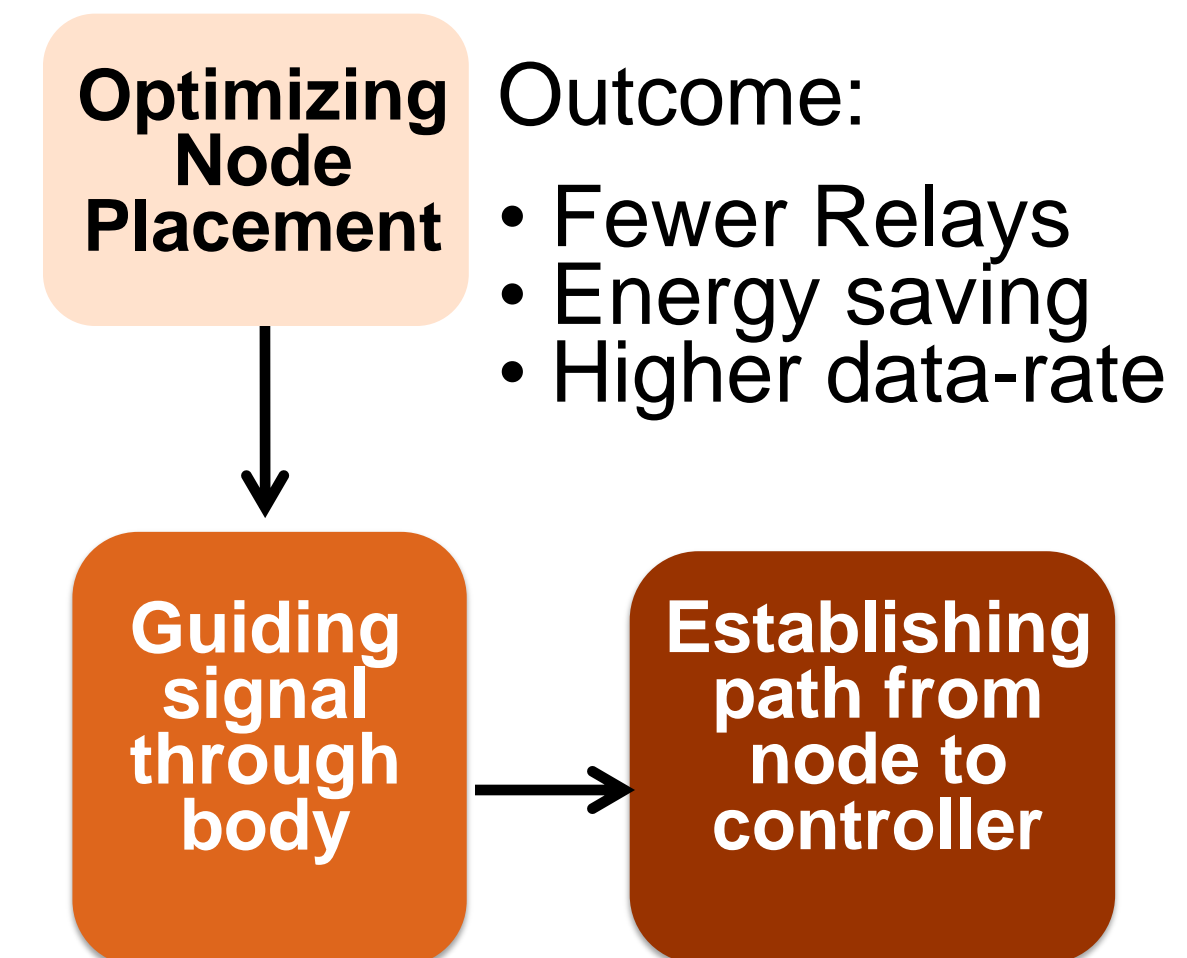 Optimizing
Node
Placement
Outcome:
• Fewer Relays
• Energy saving
• Higher data-rate
Guiding
signal
through
body
Establishing
path from
node to
controller